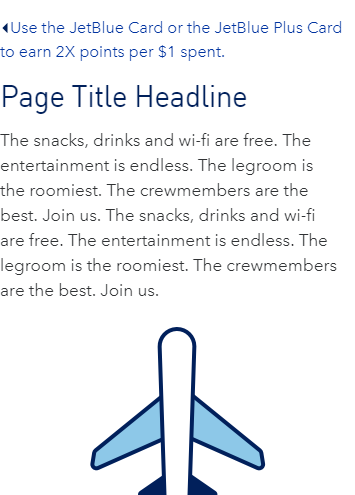 Use the JetBlue Card or the JetBlue Plus Card
to earn 2X points per $1 spent.
Page Title Headline
The snacks, drinks and wi-fi are free. The
entertainment is endless. The legroom is
the roomiest. The crewmembers are the
best. Join us. The snacks, drinks and wi-fi
are free. The entertainment is endless. The
legroom is the roomiest. The crewmembers
are the best. Join us.